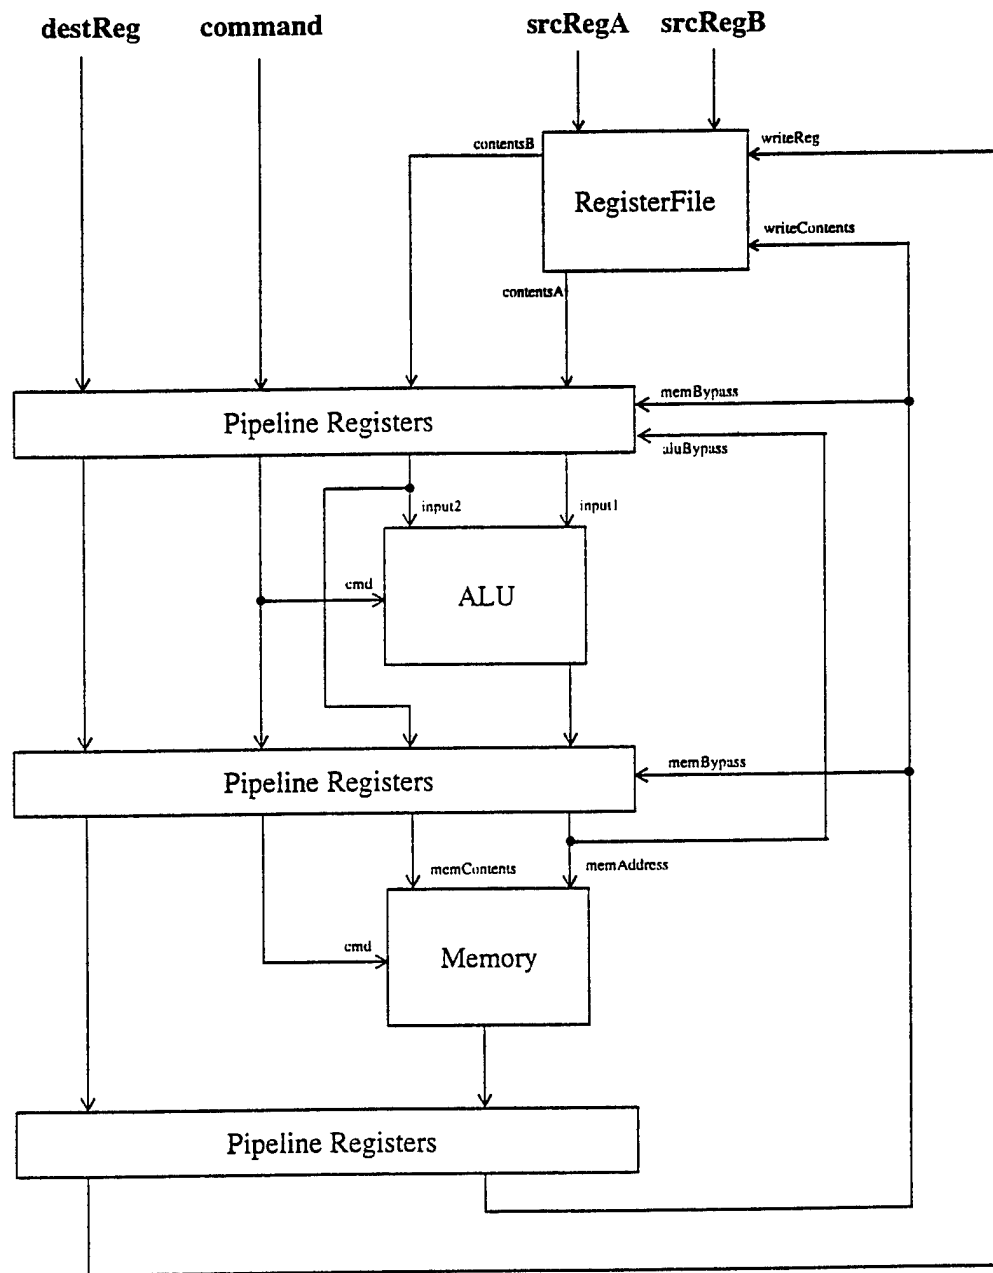 destReg command srcRegA srcRegB
contentsB
writeReg
RegisterFile
writeContents
contentsA
memBypass
Pipeline Registers
aluBypass
input2
input1
cmd
ALU
memBypass
Pipeline Registers
memContents
memAddress
cmd
Memory
Pipeline Registers